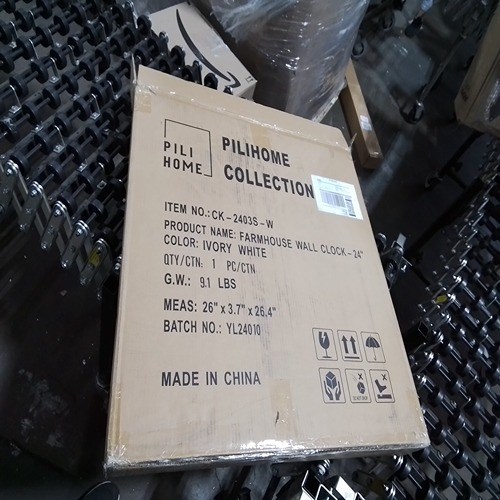 PILI
HOME
PILIHOME
COLLECTION
ITEM NO.:CK-2403S-W
PRODUCT NAME: FARMHOUSE WALL CLOCK-24"
COLOR: IVORY WHITE
QTY/CTN: 1 PC/CTN
G.W.: 9.1 LBS
MEAS: 26" x 3.7" x 26.4"
BATCH NO.: YL24010
MADE IN CHINA